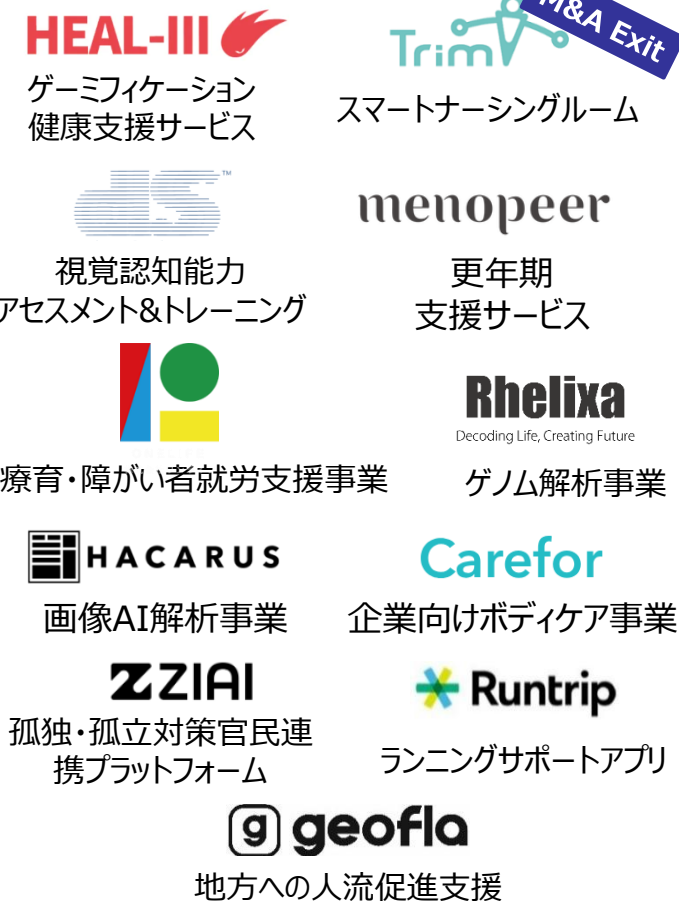 HEAL-III
Trim
M&A Exit
ゲーミフィケーション
健康支援サービス
スマートナーシングルーム
dS™
menopeer
視覚認知能力
アセスメント&トレーニング
更年期
支援サービス
Rhelixa
Decoding Life, Creating Future
療育・障がい者就労支援事業
ゲノム解析事業
HACARUS
Carefor
画像AI解析事業
企業向けボディケア事業
ZIAI
Runtrip
孤独・孤立対策官民連
携プラットフォーム
ランニングサポートアプリ
g geofla
地方への人流促進支援